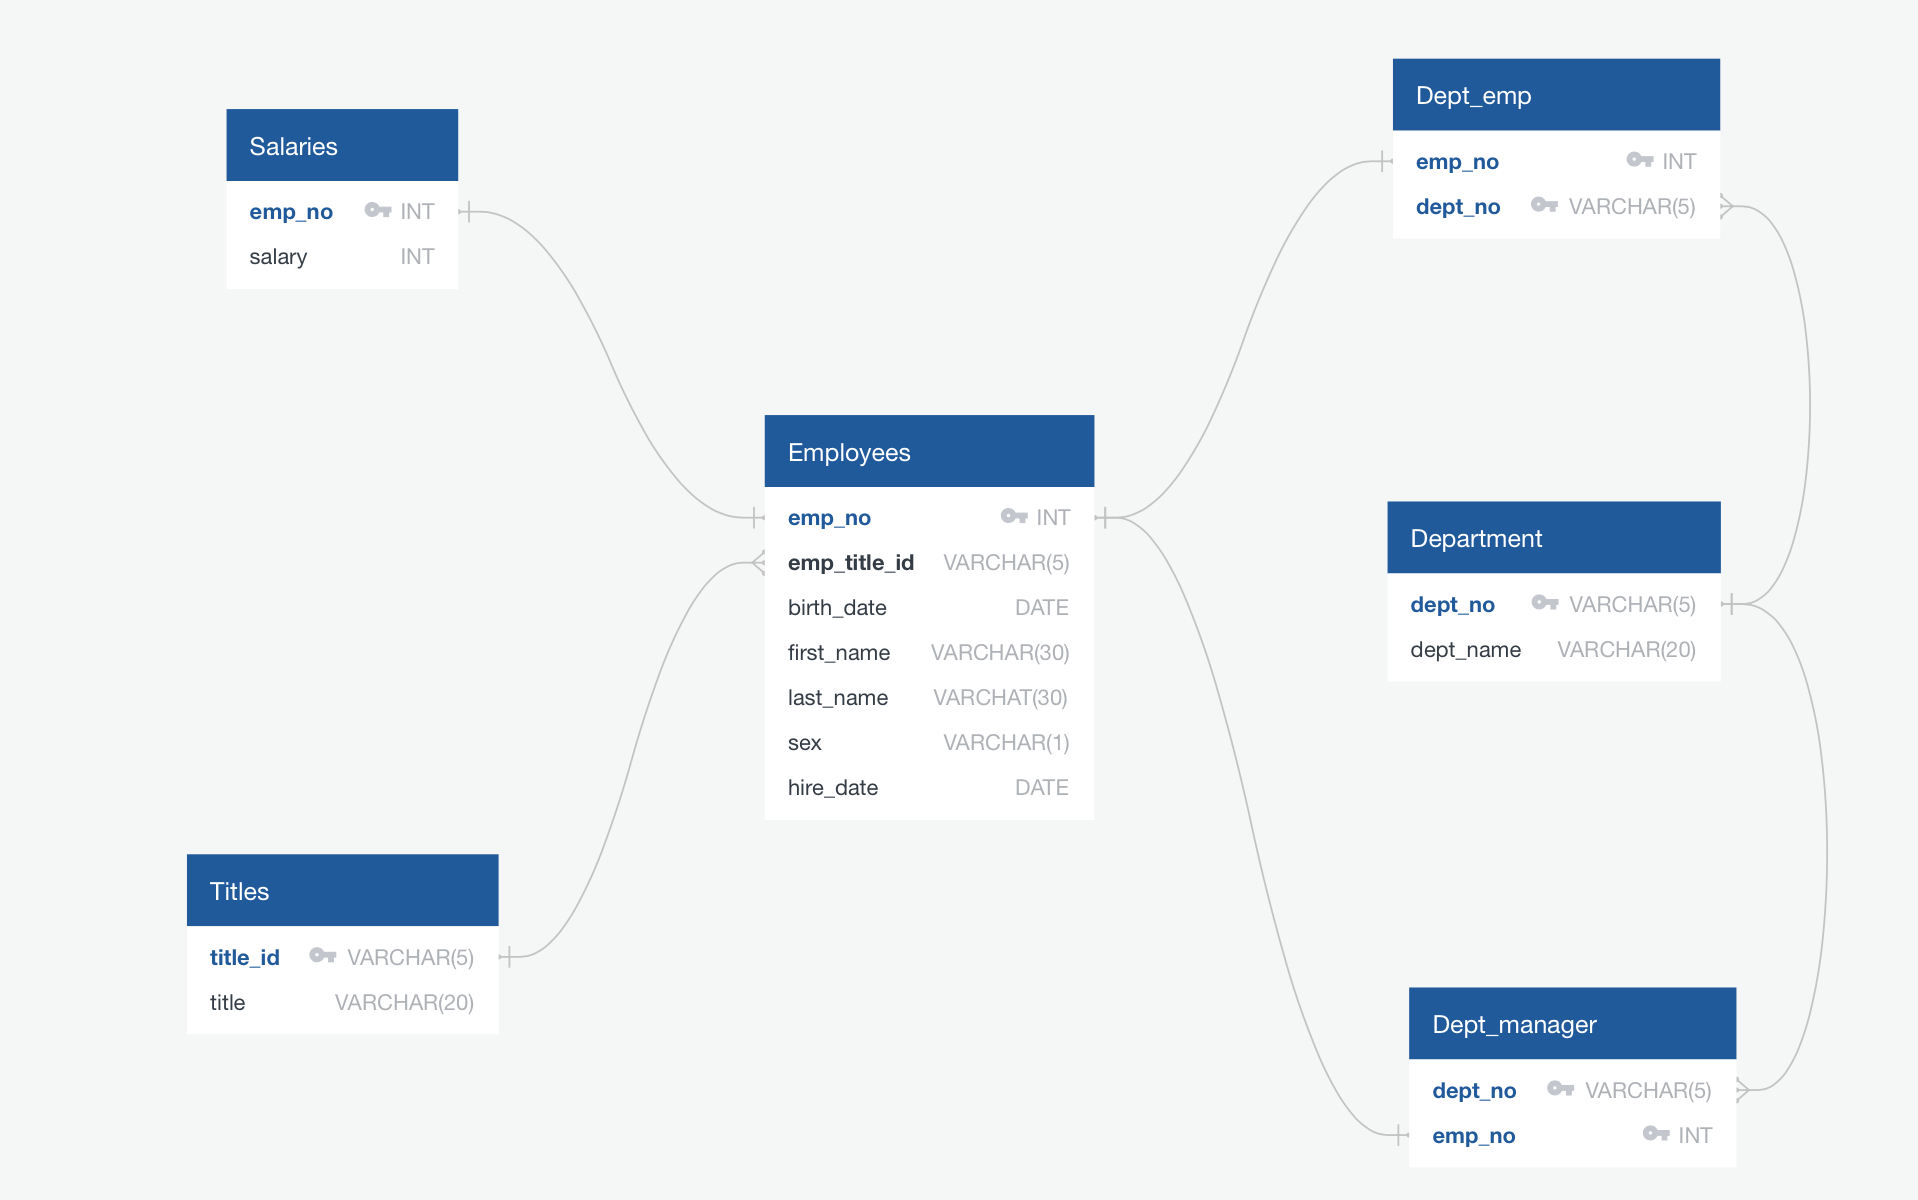 Salaries
emp_no INT
salary INT
Dept_emp
emp_no INT
dept_no VARCHAR(5)
Employees
emp_no INT
emp_title_id VARCHAR(5)
birth_date DATE
first_name VARCHAR(30)
last_name VARCHAT(30)
sex VARCHAR(1)
hire_date DATE
Department
dept_no VARCHAR(5)
dept_name VARCHAR(20)
Titles
title_id VARCHAR(5)
title VARCHAR(20)
Dept_manager
dept_no VARCHAR(5)
emp_no INT